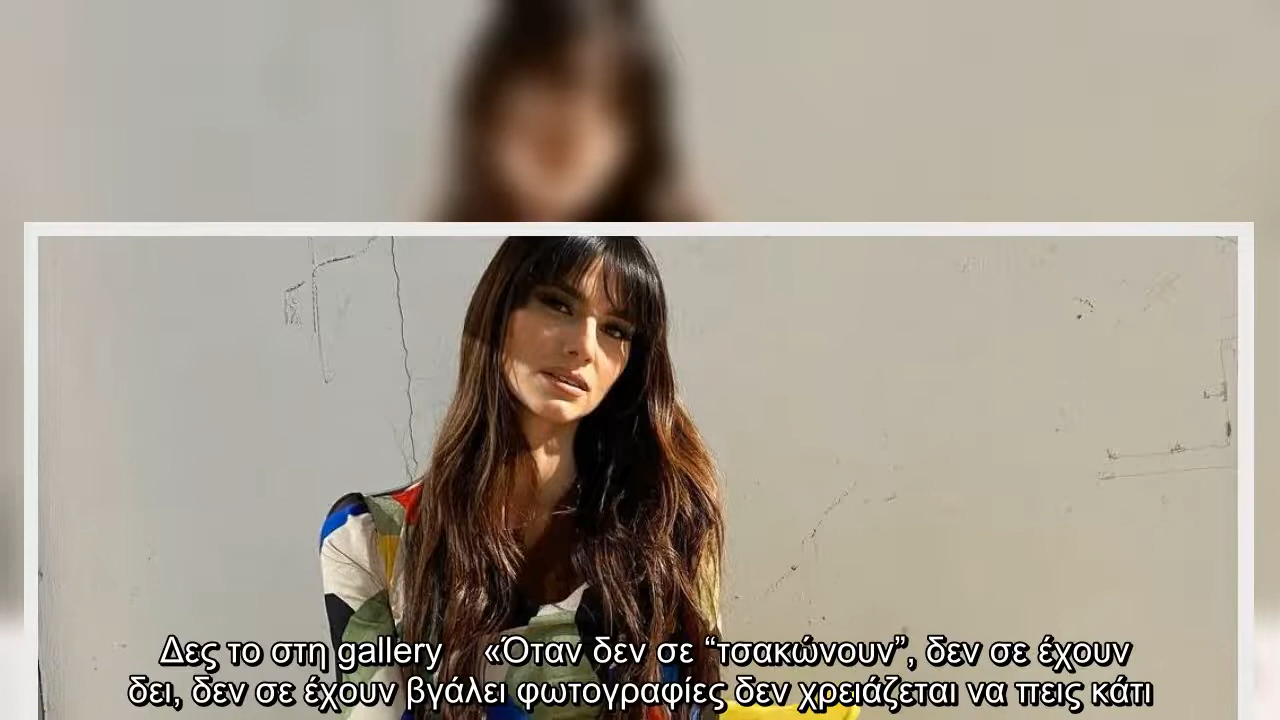 Δες το στη gallery «Όταν δεν σε “τσακώνουν”, δεν σε έχουν
δει, δεν σε έχουν βγάλει φωτογραφίες δεν χρειάζεται να πεις κάτι